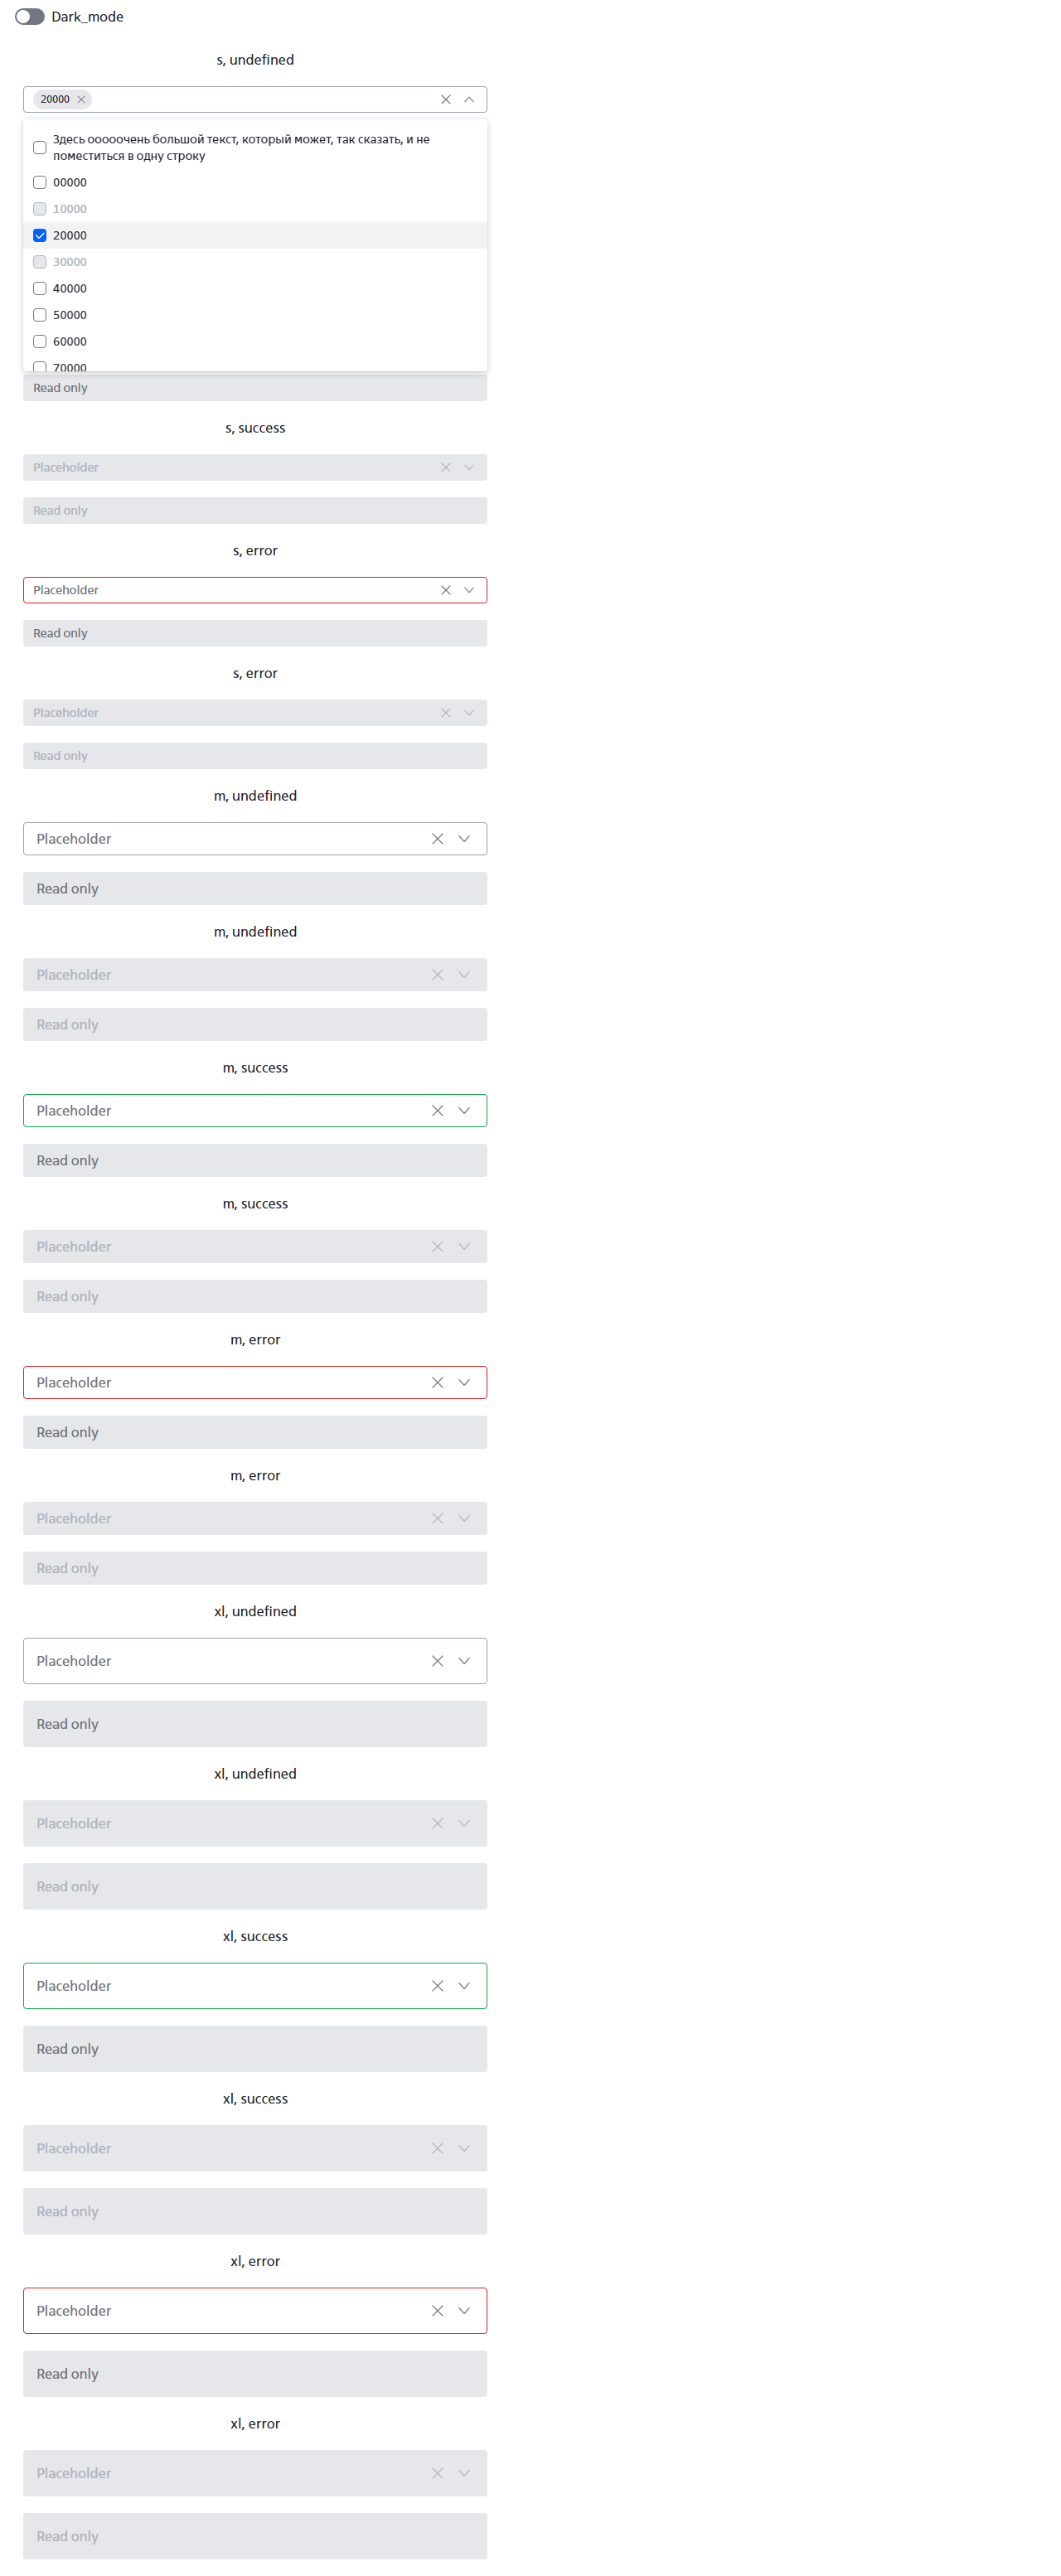 Dark_mode
s, undefined
20000
Здесь ооооочень большой текст, который может, так сказать, и не
поместиться в одну строку
00000
10000
20000
30000
40000
50000
60000
70000
Read only
s, success
Placeholder
Read only
s, error
Placeholder
Read only
s, error
Placeholder
Read only
m, undefined
Placeholder
Read only
m, undefined
Placeholder
Read only
m, success
Placeholder
Read only
m, success
Placeholder
Read only
m, error
Placeholder
Read only
m, error
Placeholder
Read only
xl, undefined
Placeholder
Read only
xl, undefined
Placeholder
Read only
xl, success
Placeholder
Read only
xl, success
Placeholder
Read only
xl, error
Placeholder
Read only
xl, error
Placeholder
Read only